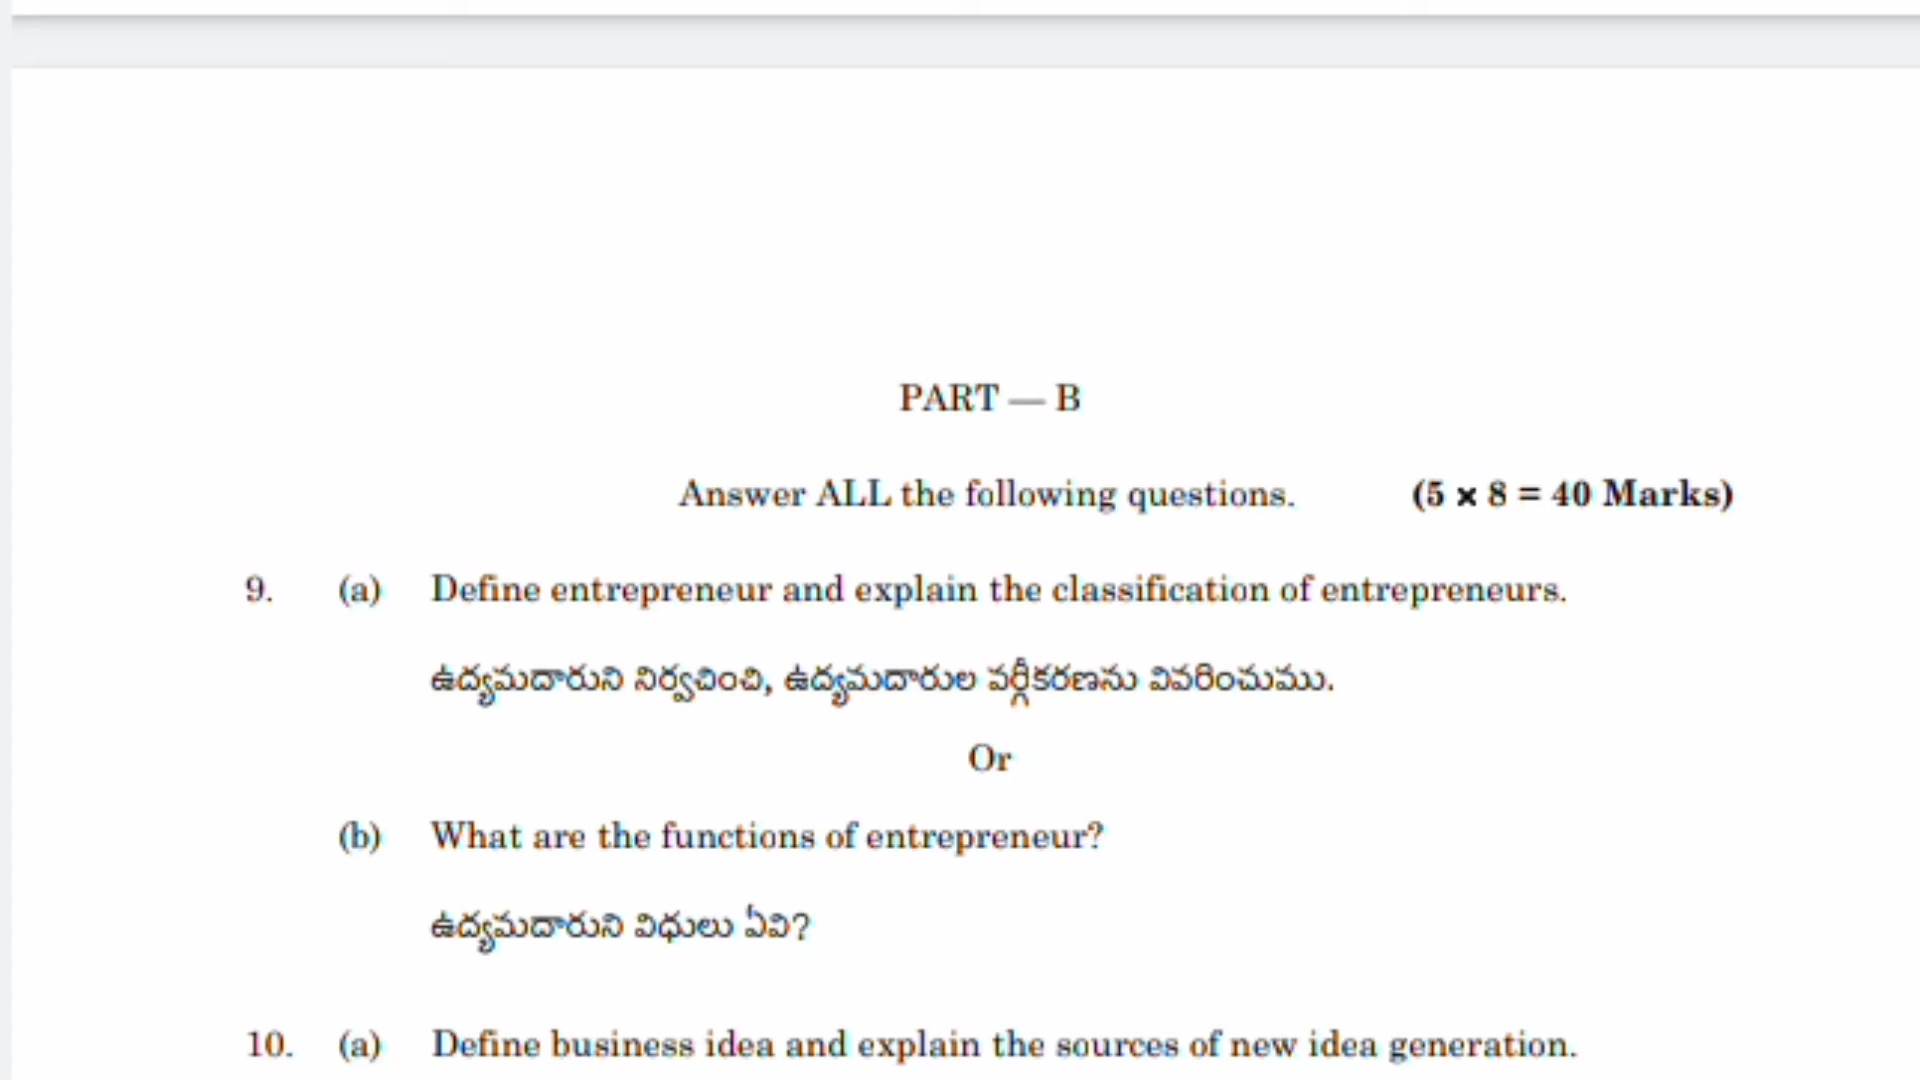 PART — B
Answer ALL the following questions. (5 × 8 = 40 Marks)
9. (a) Define entrepreneur and explain the classification of entrepreneurs.
ఉద్యమదారుని నిర్వచించి, ఉద్యమదారుల వర్గీకరణను వివరించుము.
Or
(b) What are the functions of entrepreneur?
ఉద్యమదారుని విధులు ఏవి?
10. (a) Define business idea and explain the sources of new idea generation.